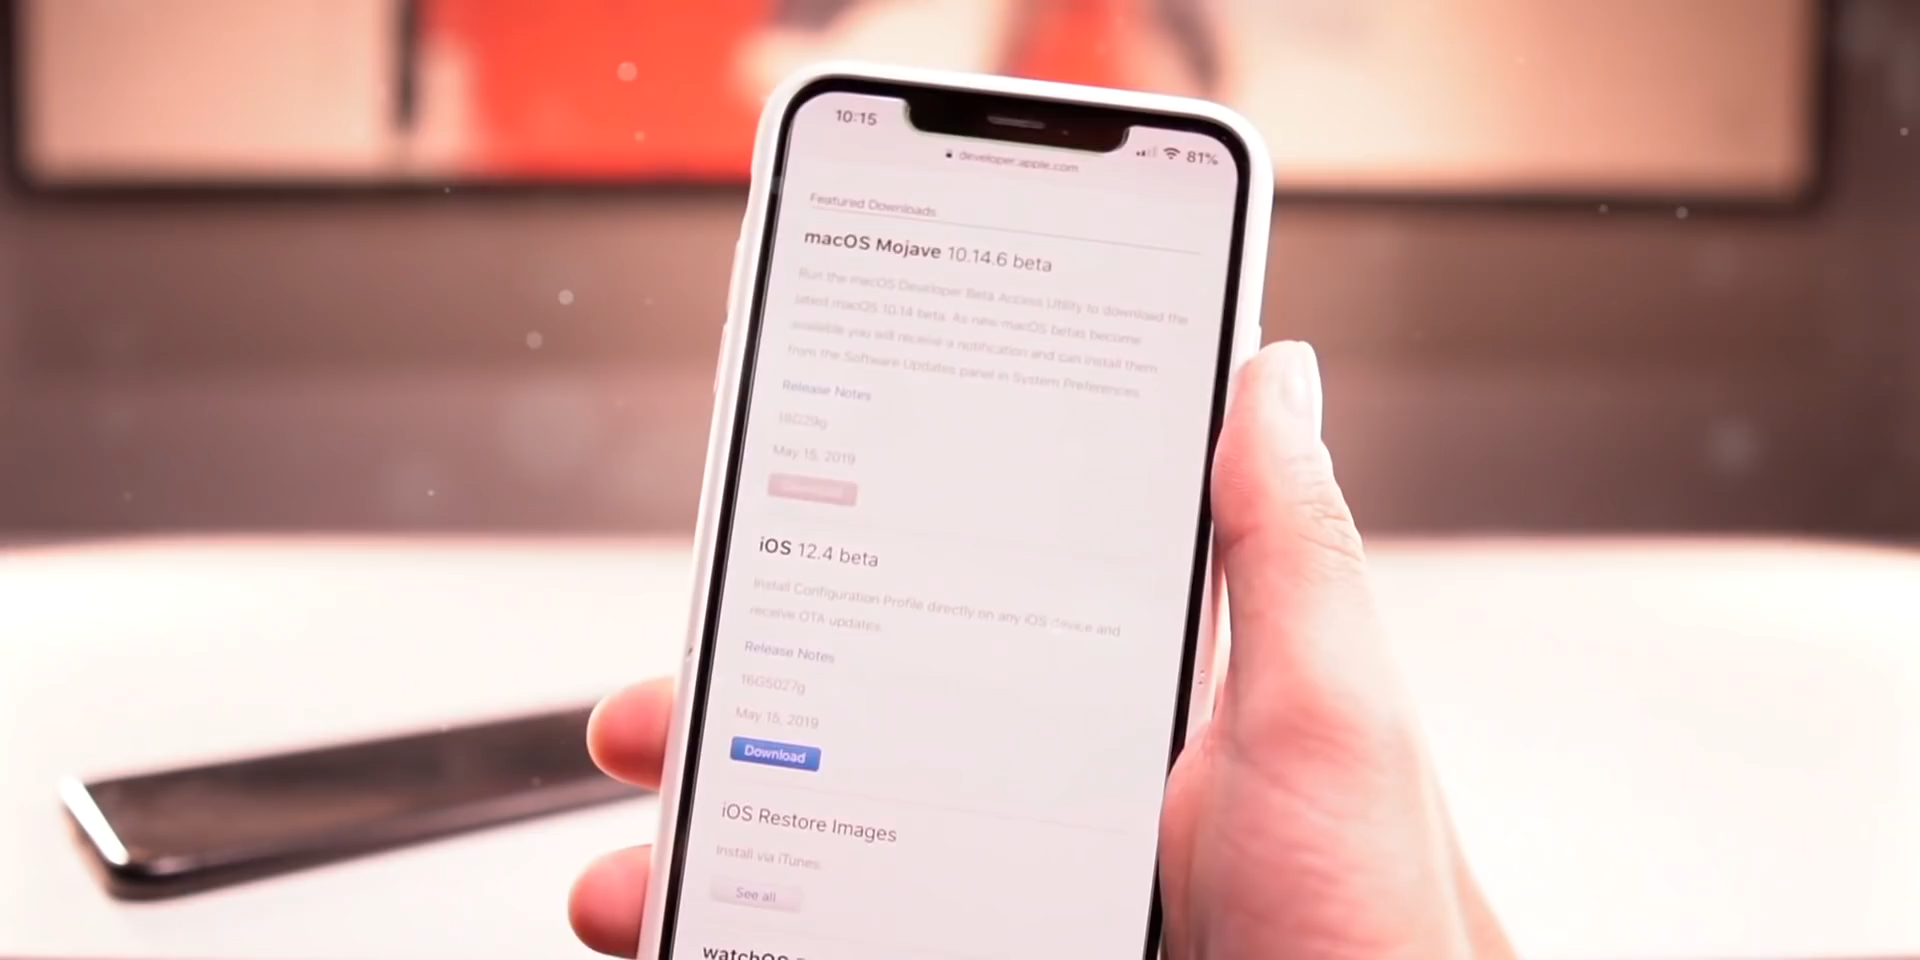 10:15
81%
developer.apple.com
Featured Downloads
macOS Mojave 10.14.6 beta
Run the macOS Developer Beta Access Utility to download the
latest macOS 10.14 beta. As new macOS betas become
available you will receive a notification and can install them
from the Software Updates panel in System Preferences.
Release Notes
May 15, 2019
Download
iOS 12.4 beta
Install Configuration Profile directly on any iOS device and
receive OTA updates.
Release Notes
16G5027g
May 15, 2019
Download
iOS Restore Images
Install via iTunes.
See all
watchOS